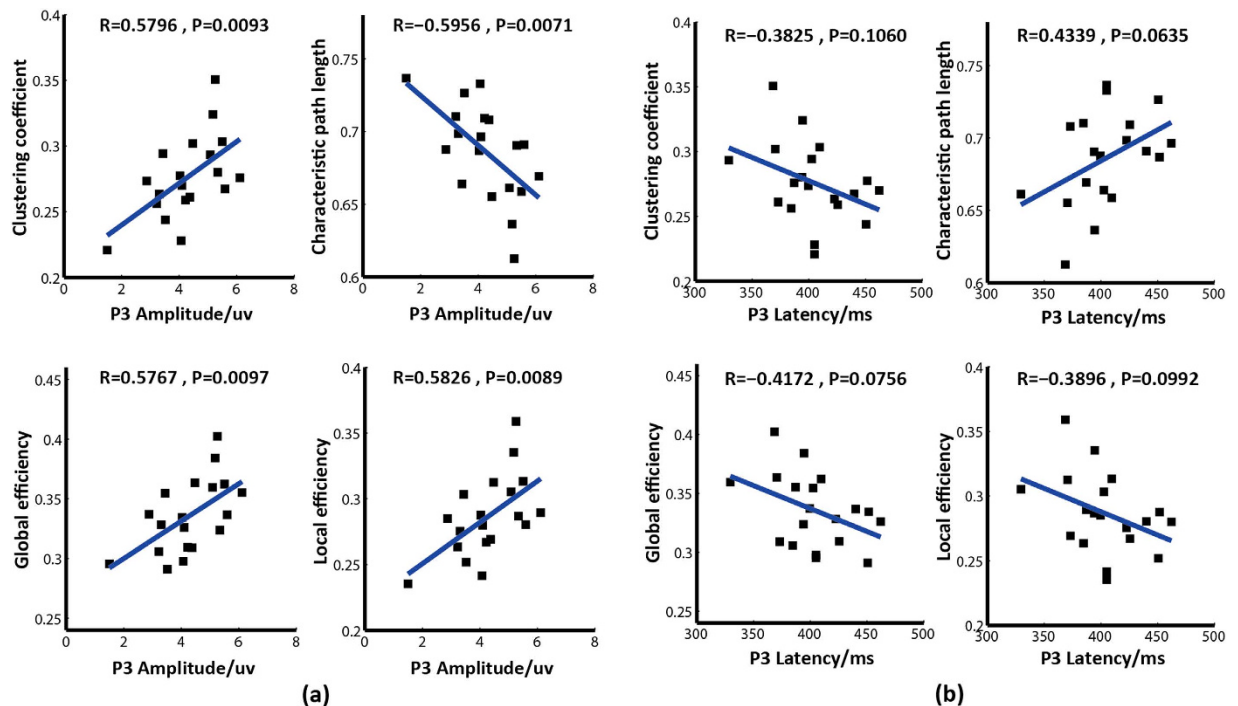 R=0.5796 , P=0.0093
Clustering coefficient
0.4
0.35
0.3
0.25
0.2
0 2 4 6 8
P3 Amplitude/uv
R=−0.5956 , P=0.0071
Characteristic path length
0.75
0.7
0.65
0.6
0 2 4 6 8
P3 Amplitude/uv
R=−0.3825 , P=0.1060
Clustering coefficient
0.4
0.35
0.3
0.25
0.2
300 350 400 450 500
P3 Latency/ms
R=0.4339 , P=0.0635
Characteristic path length
0.75
0.7
0.65
0.6
300 350 400 450 500
P3 Latency/ms
R=0.5767 , P=0.0097
Global efficiency
0.45
0.4
0.35
0.3
0.25
0 2 4 6 8
P3 Amplitude/uv
R=0.5826 , P=0.0089
Local efficiency
0.4
0.35
0.3
0.25
0.2
0 2 4 6 8
P3 Amplitude/uv
R=−0.4172 , P=0.0756
Global efficiency
0.45
0.4
0.35
0.3
0.25
300 350 400 450 500
P3 Latency/ms
R=−0.3896 , P=0.0992
Local efficiency
0.4
0.35
0.3
0.25
0.2
300 350 400 450 500
P3 Latency/ms
(a)
(b)